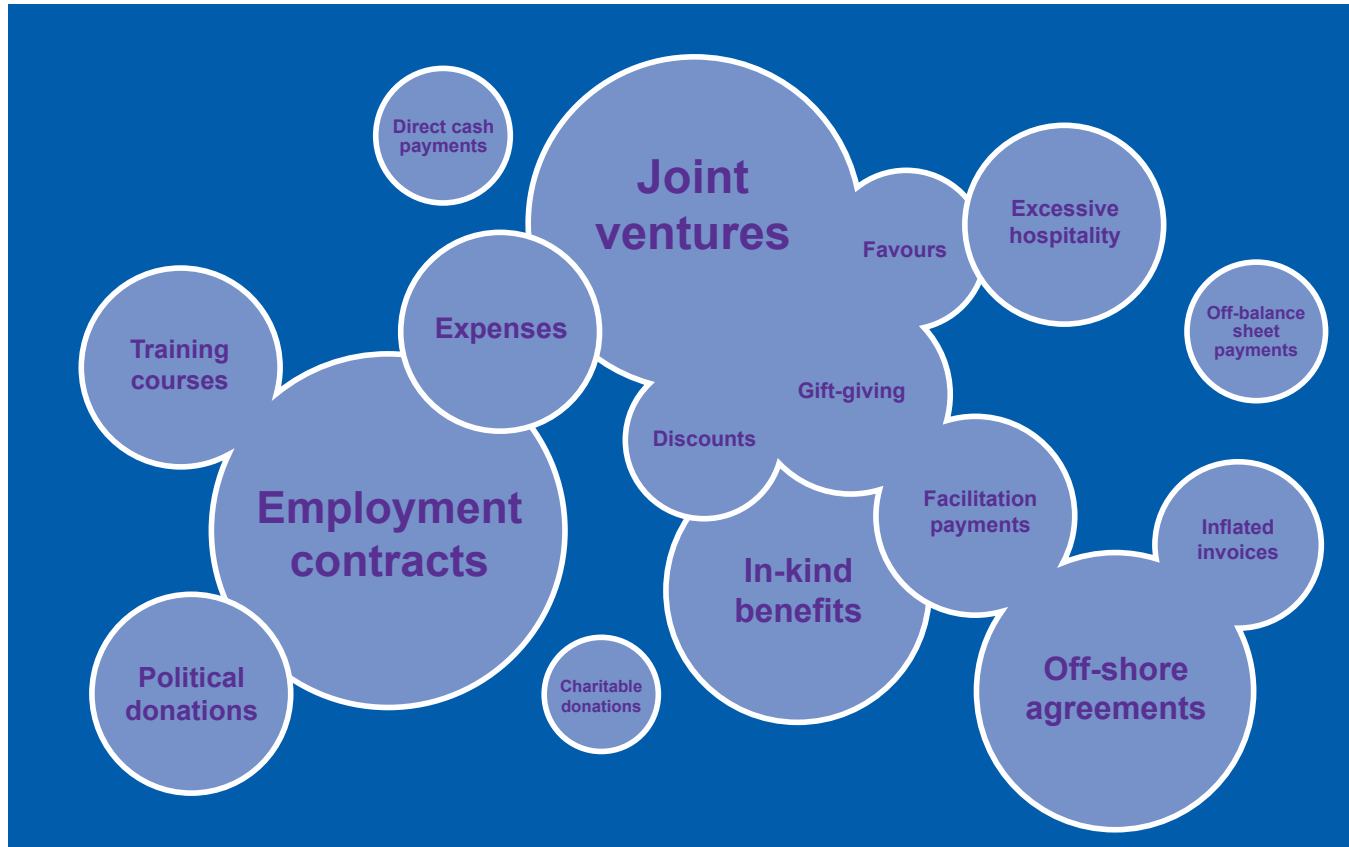 Direct cash
payments
Joint
ventures
Excessive
hospitality
Favours
Off-balance
sheet
payments
Expenses
Training
courses
Gift-giving
Discounts
Employment
contracts
Facilitation
payments
Inflated
invoices
In-kind
benefits
Political
donations
Charitable
donations
Off-shore
agreements